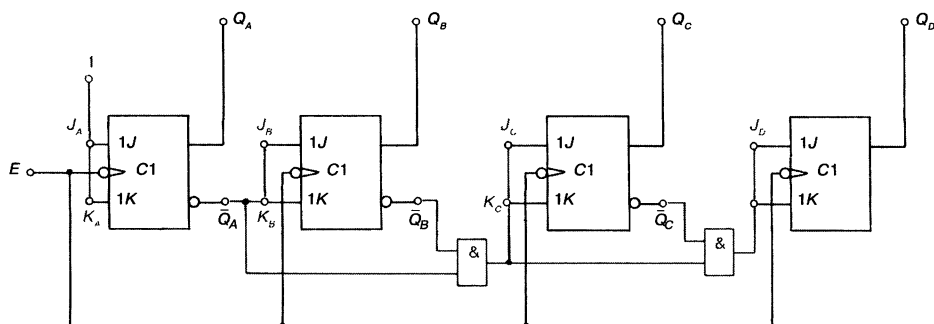 Q_A
Q_B
Q_C
Q_D
1
J_A
1J
C1
1K
K_A
E
Q̅_A
J_B
1J
C1
1K
K_B
Q̅_B
&
J_C
1J
C1
1K
K_C
Q̅_C
&
J_D
1J
C1
1K